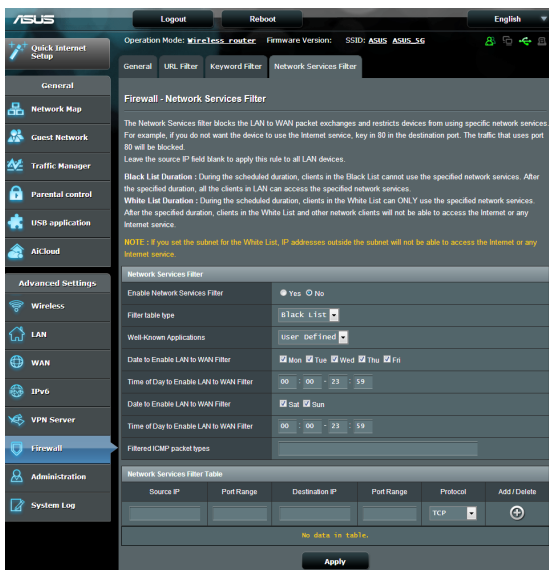 ASUS
Logout
Reboot
English
Quick Internet
Setup
Operation Mode: Wireless router Firmware Version: SSID: ASUS ASUS_5G
General
URL Filter
Keyword Filter
Network Services Filter
General
Network Map
Guest Network
Traffic Manager
Parental control
USB application
AiCloud
Advanced Settings
Wireless
LAN
WAN
IPv6
VPN Server
Firewall
Administration
System Log
Firewall - Network Services Filter
The Network Services filter blocks the LAN to WAN packet exchanges and restricts devices from using specific network services.
For example, if you do not want the device to use the Internet service, key in 80 in the destination port. The traffic that uses port
80 will be blocked.
Leave the source IP field blank to apply this rule to all LAN devices.
Black List Duration : During the scheduled duration, clients in the Black List cannot use the specified network services. After
the specified duration, all the clients in LAN can access the specified network services.
White List Duration : During the scheduled duration, clients in the White List can ONLY use the specified network services.
After the specified duration, clients in the White List and other network clients will not be able to access the Internet or any
Internet service.
NOTE : If you set the subnet for the White List, IP addresses outside the subnet will not be able to access the Internet or any
Internet service.
Network Services Filter
Enable Network Services Filter
Yes No
Filter table type
Black List
Well-Known Applications
User Defined
Date to Enable LAN to WAN Filter
Mon Tue Wed Thu Fri
Time of Day to Enable LAN to WAN Filter
00 : 00 - 23 : 59
Date to Enable LAN to WAN Filter
Sat Sun
Time of Day to Enable LAN to WAN Filter
00 : 00 - 23 : 59
Filtered ICMP packet types
Network Services Filter Table
Source IP Port Range Destination IP Port Range Protocol Add / Delete
TCP
No data in table.
Apply